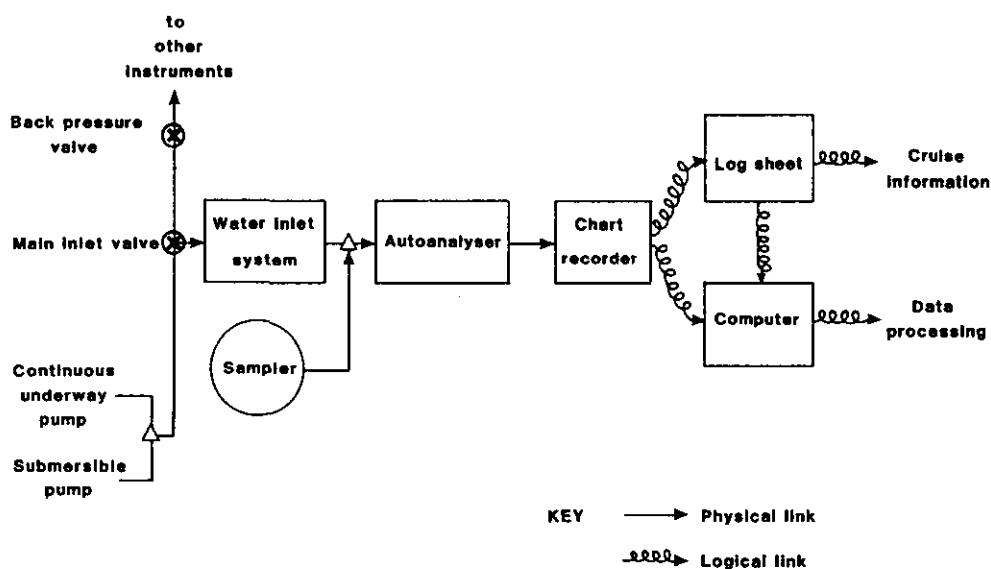 to
other
instruments
Back pressure
valve
Main inlet valve
Water inlet
system
Autoanalyser
Chart
recorder
Log sheet
Cruise
information
Computer
Data
processing
Sampler
Continuous
underway
pump
Submersible
pump
KEY
Physical link
Logical link